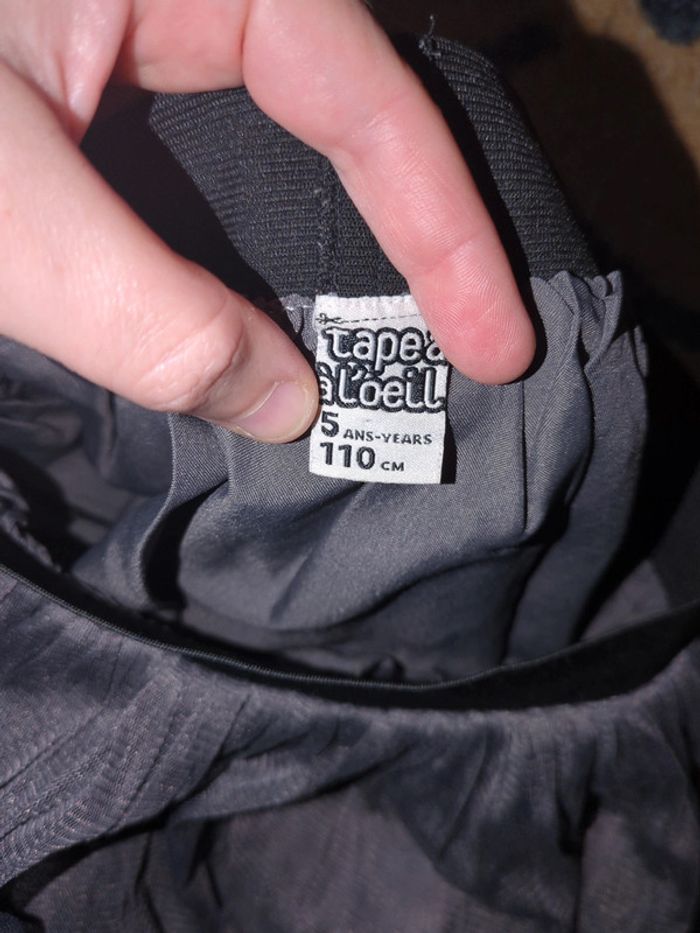 tape à
à l'oeil
5 ANS-YEARS
110 CM